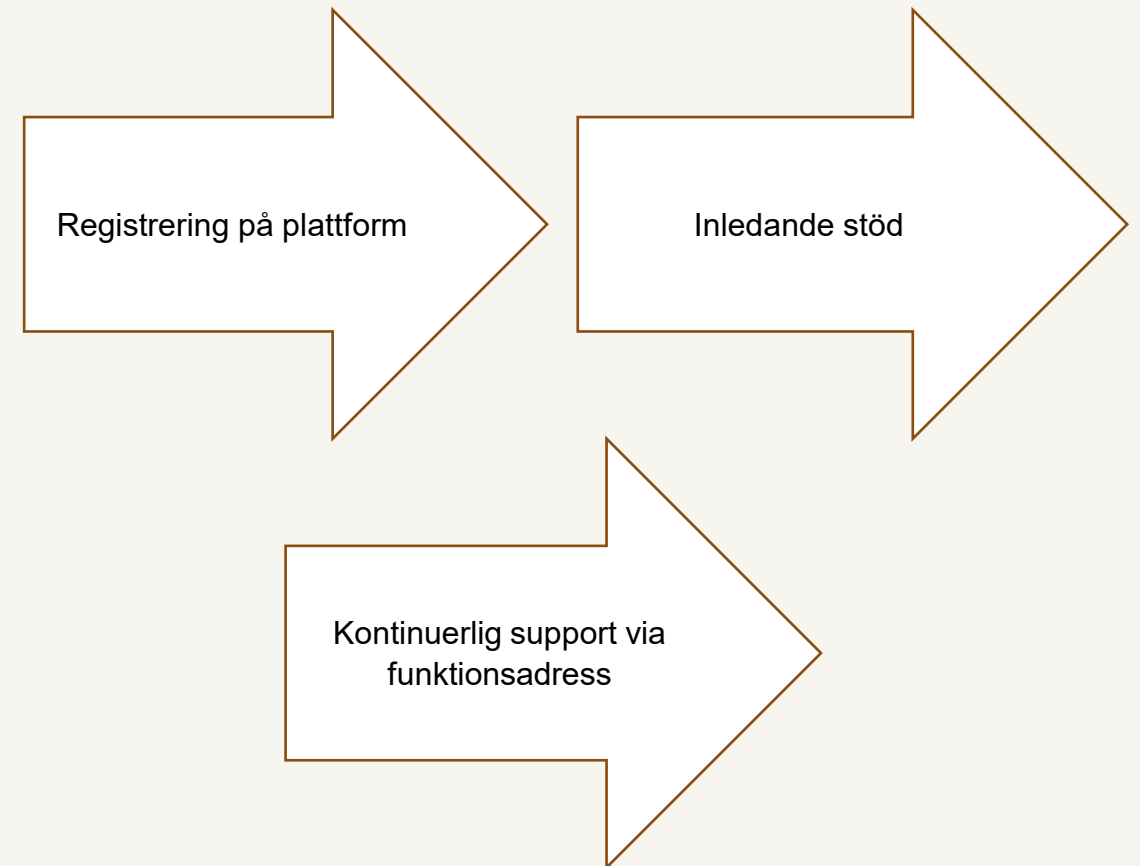 Registrering på plattform
Inledande stöd
Kontinuerlig support via
funktionsadress